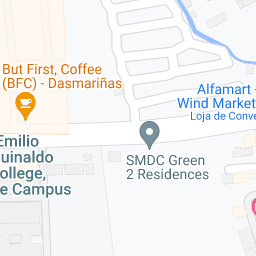 But First, Coffee
(BFC) - Dasmariñas
Alfamart -
Wind Market
Loja de Conve
Emilio
uinaldo
ollege,
e Campus
SMDC Green
2 Residences